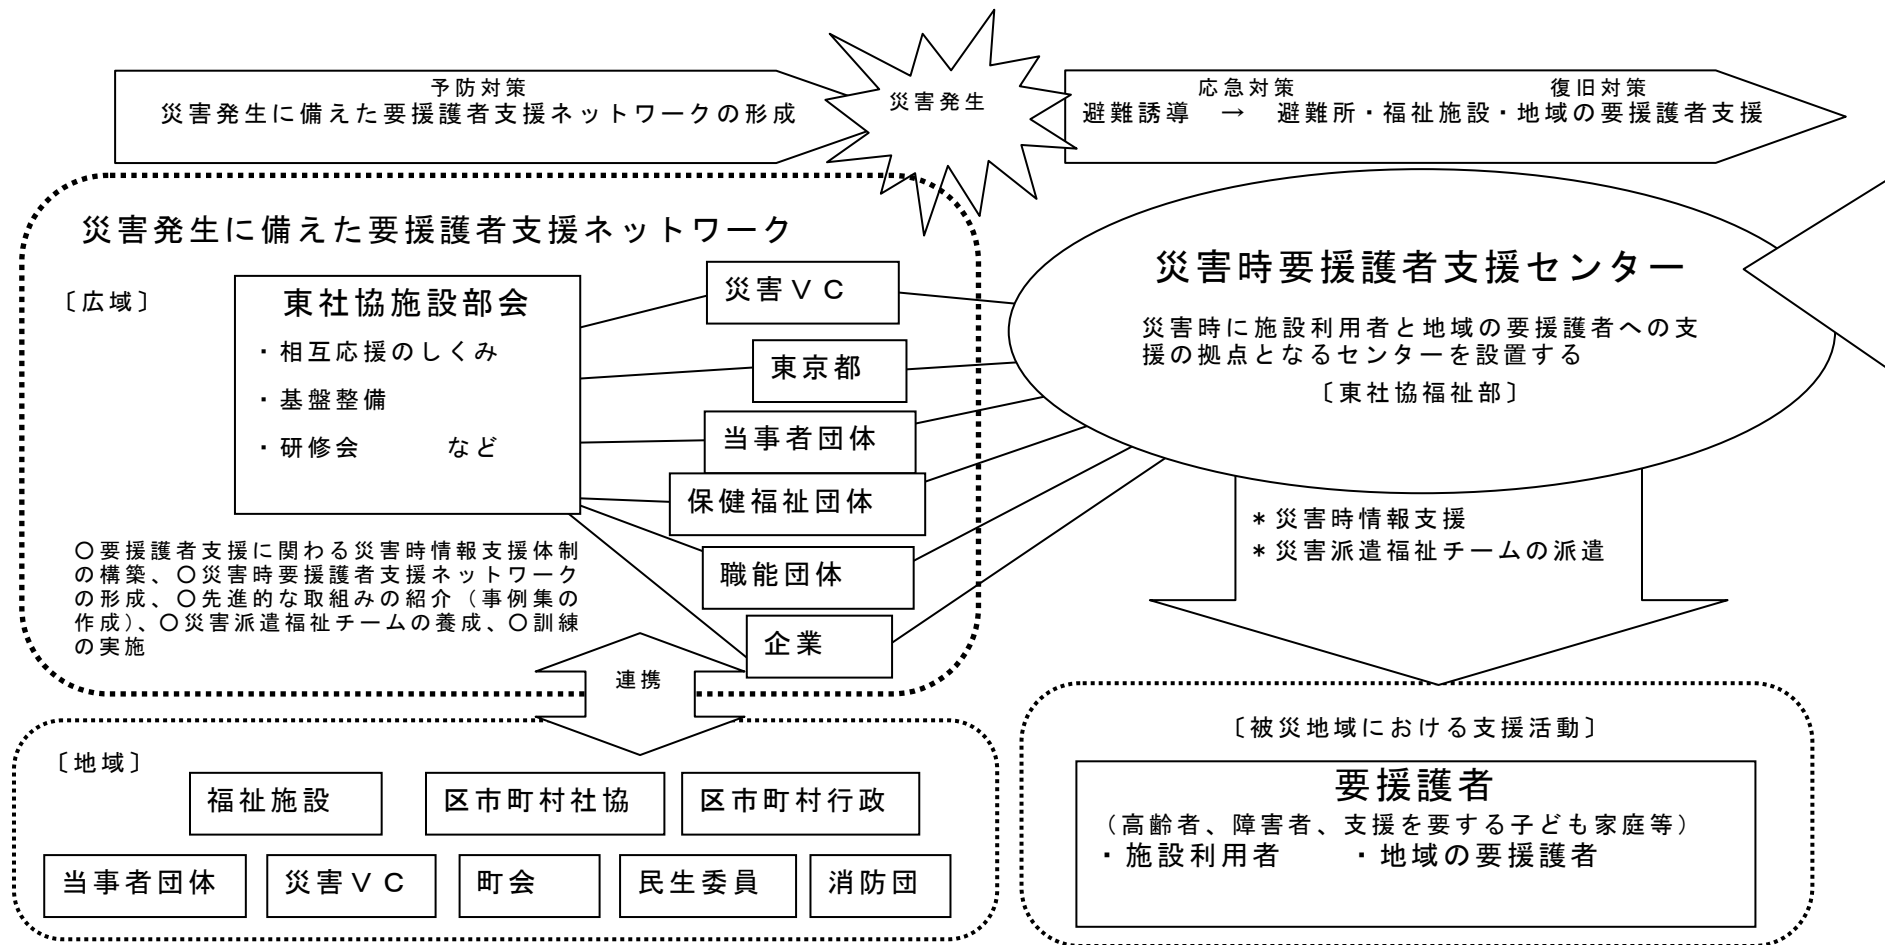 予防対策
災害発生に備えた要援護者支援ネットワークの形成
災害発生
応急対策 復旧対策
避難誘導 → 避難所・福祉施設・地域の要援護者支援
災害発生に備えた要援護者支援ネットワーク
〔広域〕
東社協施設部会
・相互応援のしくみ
・基盤整備
・研修会 など
災害ＶＣ
東京都
当事者団体
保健福祉団体
職能団体
企業
〇要援護者支援に関わる災害時情報支援体制
の構築、〇災害時要援護者支援ネットワーク
の形成、〇先進的な取組みの紹介（事例集の
作成）、〇災害派遣福祉チームの養成、〇訓練
の実施
連携
〔地域〕
福祉施設
区市町村社協
区市町村行政
当事者団体
災害ＶＣ
町会
民生委員
消防団
災害時要援護者支援センター
災害時に施設利用者と地域の要援護者への支
援の拠点となるセンターを設置する
〔東社協福祉部〕
＊災害時情報支援
＊災害派遣福祉チームの派遣
〔被災地域における支援活動〕
要援護者
（高齢者、障害者、支援を要する子ども家庭等）
・施設利用者 ・地域の要援護者